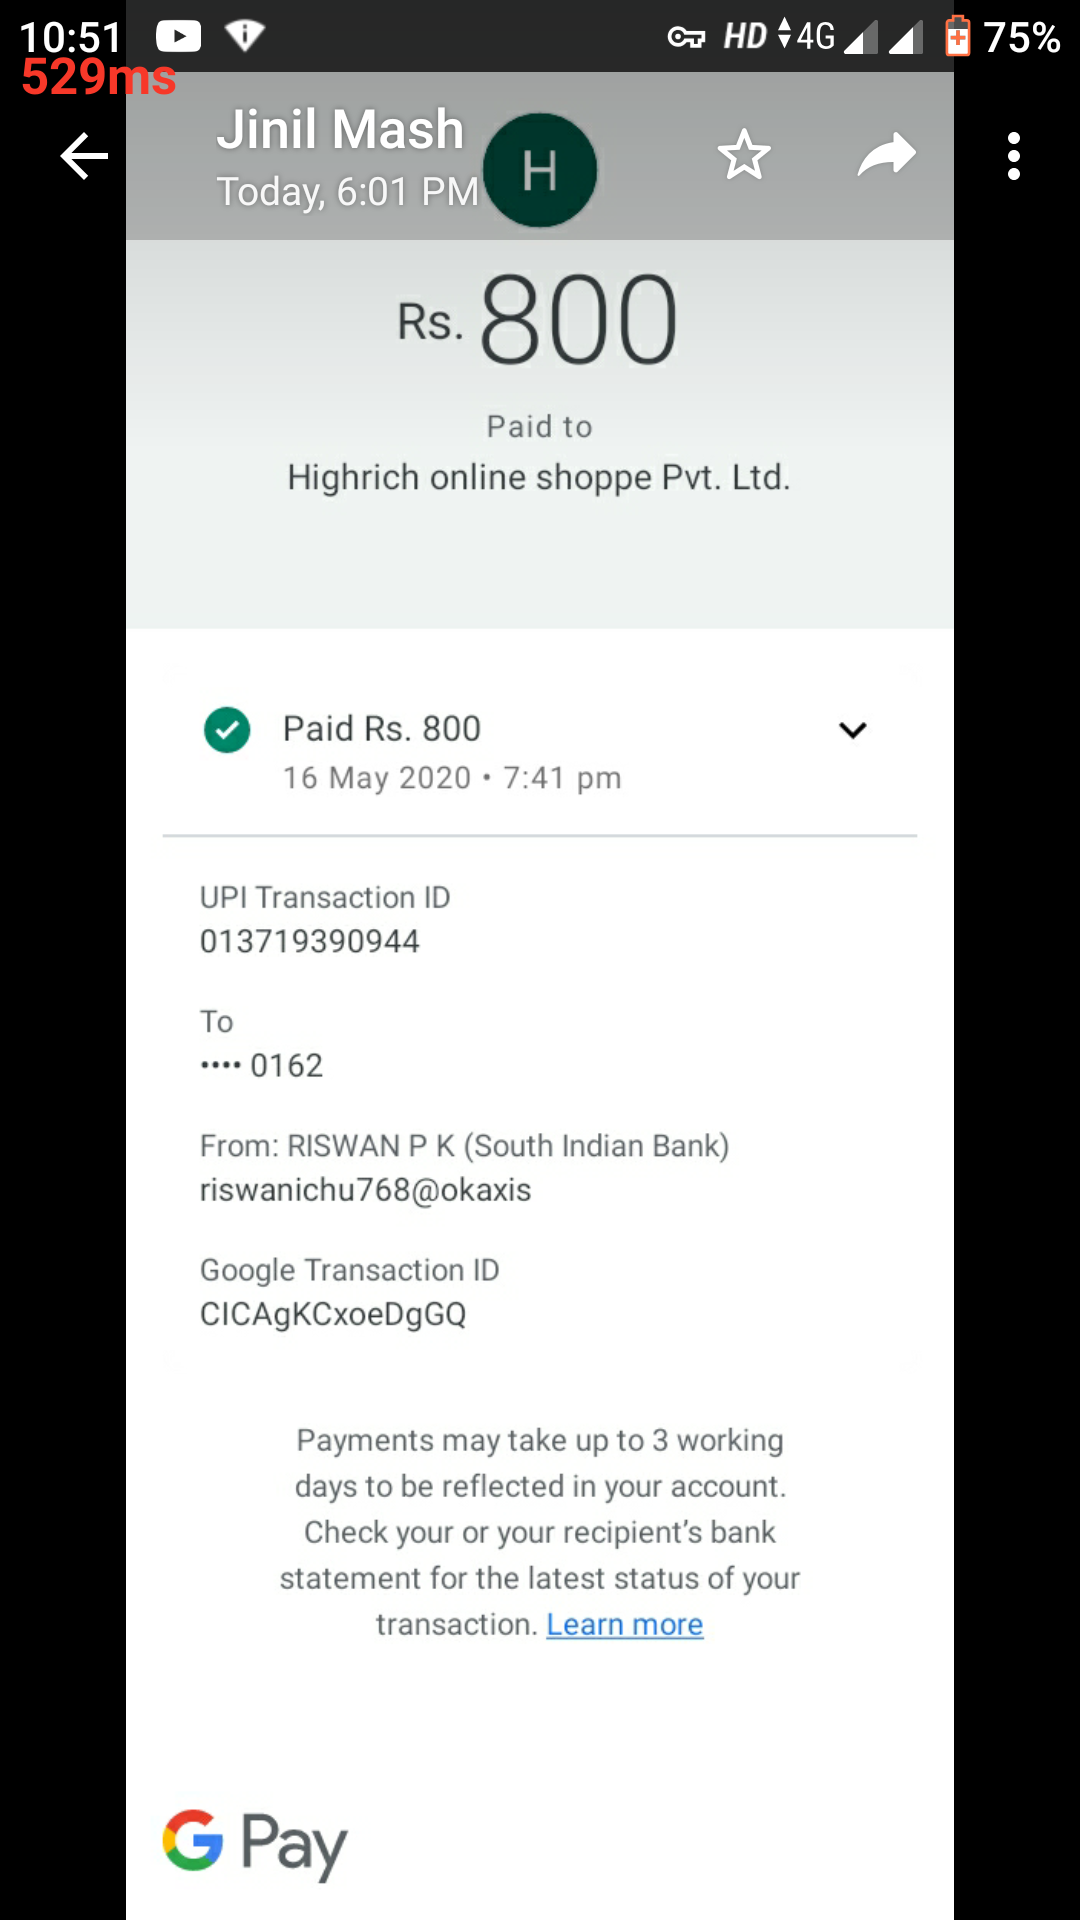 10:51 HD 4G 75%
529ms
Jinil Mash
Today, 6:01 PM
H
Rs. 800
Paid to
Highrich online shoppe Pvt. Ltd.
Paid Rs. 800
16 May 2020 • 7:41 pm
UPI Transaction ID
013719390944
To
•••• 0162
From: RISWAN P K (South Indian Bank)
riswanichu768@okaxis
Google Transaction ID
CICAgKCxoeDgGQ
Payments may take up to 3 working
days to be reflected in your account.
Check your or your recipient’s bank
statement for the latest status of your
transaction. Learn more
G Pay